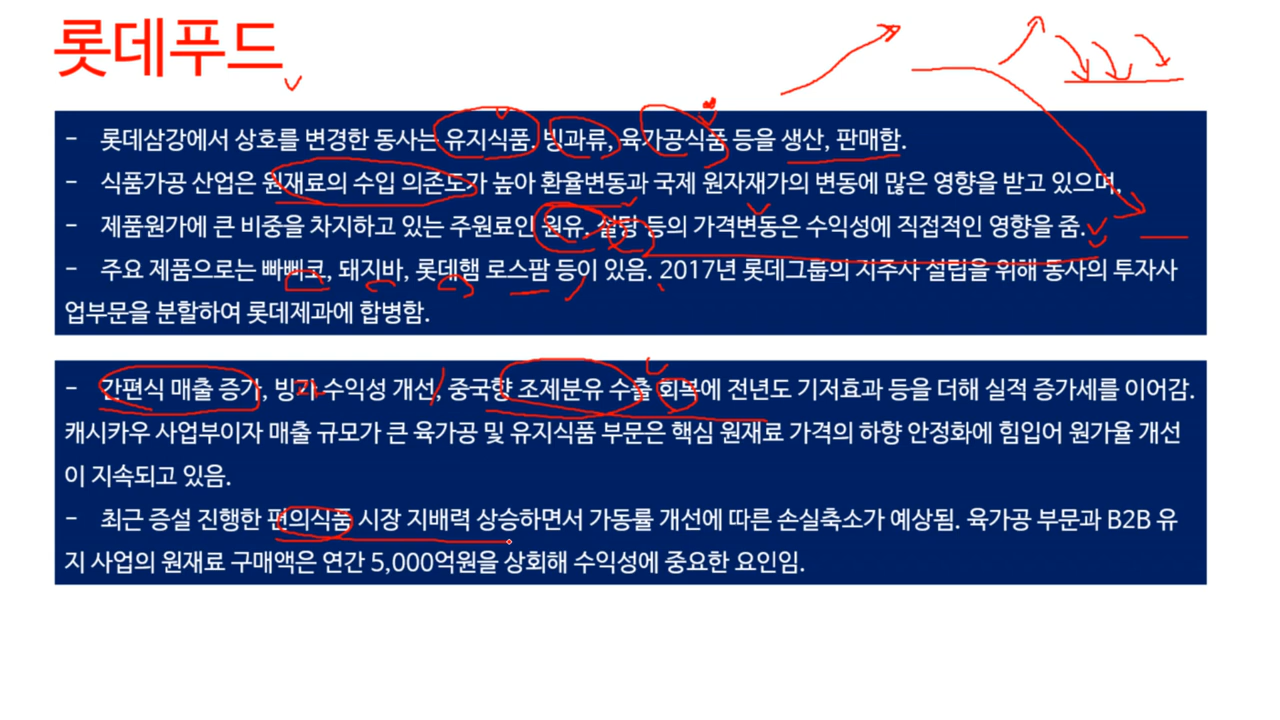 롯데푸드
- 롯데삼강에서 상호를 변경한 동사는 유지식품, 빙과류, 육가공식품 등을 생산, 판매함.
- 식품가공 산업은 원재료의 수입 의존도가 높아 환율변동과 국제 원자재가의 변동에 많은 영향을 받고 있으며,
- 제품원가에 큰 비중을 차지하고 있는 주원료인 원유, 설탕 등의 가격변동은 수익성에 직접적인 영향을 줌.
- 주요 제품으로는 빠삐코, 돼지바, 롯데햄 로스팜 등이 있음. 2017년 롯데그룹의 지주사 설립을 위해 동사의 투자사
업부문을 분할하여 롯데제과에 합병함.
- 간편식 매출 증가, 빙과 수익성 개선, 중국향 조제분유 수출 회복에 전년도 기저효과 등을 더해 실적 증가세를 이어감.
캐시카우 사업부이자 매출 규모가 큰 육가공 및 유지식품 부문은 핵심 원재료 가격의 하향 안정화에 힘입어 원가율 개선
이 지속되고 있음.
- 최근 증설 진행한 편의식품 시장 지배력 상승하면서 가동률 개선에 따른 손실축소가 예상됨. 육가공 부문과 B2B 유
지 사업의 원재료 구매액은 연간 5,000억원을 상회해 수익성에 중요한 요인임.